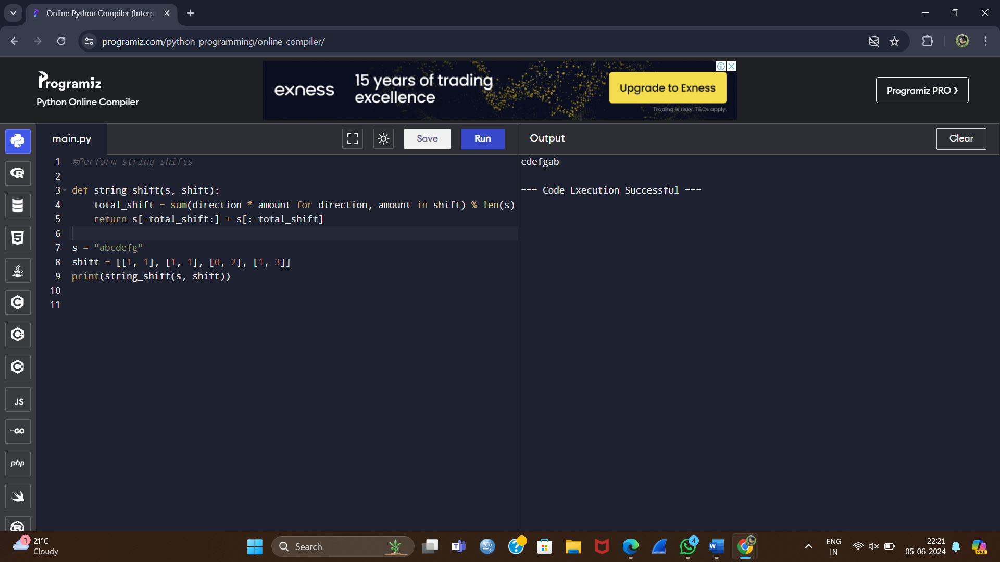 Online Python Compiler (Interp
programiz.com/python-programming/online-compiler/
Programiz
Python Online Compiler
exness
15 years of trading
excellence
Upgrade to Exness
Trading is risky. T&Cs apply.
Programiz PRO
main.py
Save
Run
Output
Clear
1 #Perform string shifts
2
3 def string_shift(s, shift):
4 total_shift = sum(direction * amount for direction, amount in shift) % len(s)
5 return s[-total_shift:] + s[:-total_shift]
6
7 s = "abcdefg"
8 shift = [[1, 1], [1, 1], [0, 2], [1, 3]]
9 print(string_shift(s, shift))
10
11
cdefgab
=== Code Execution Successful ===
R
5
C
C
C
JS
GO
php
R
1
21°C
Cloudy
Search
4
W
ENG
IN
22:21
05-06-2024
PRE